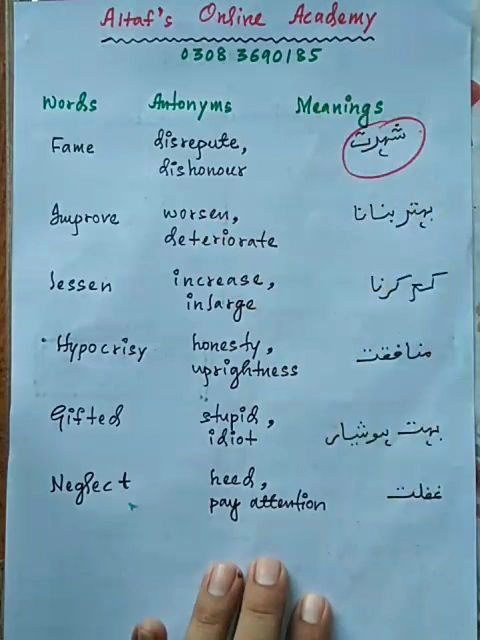 Altaf's Online Academy
0308 3690185
Words Antonyms Meanings
Fame disrepute, شہرت
dishonour
Improve worsen, بہتر بنانا
deteriorate
lessen increase, کم کرنا
inlarge
Hypocrisy honesty, منافقت
uprightness
Gifted stupid, بہت ہوشیار
idiot
Neglect heed, غفلت
pay attention